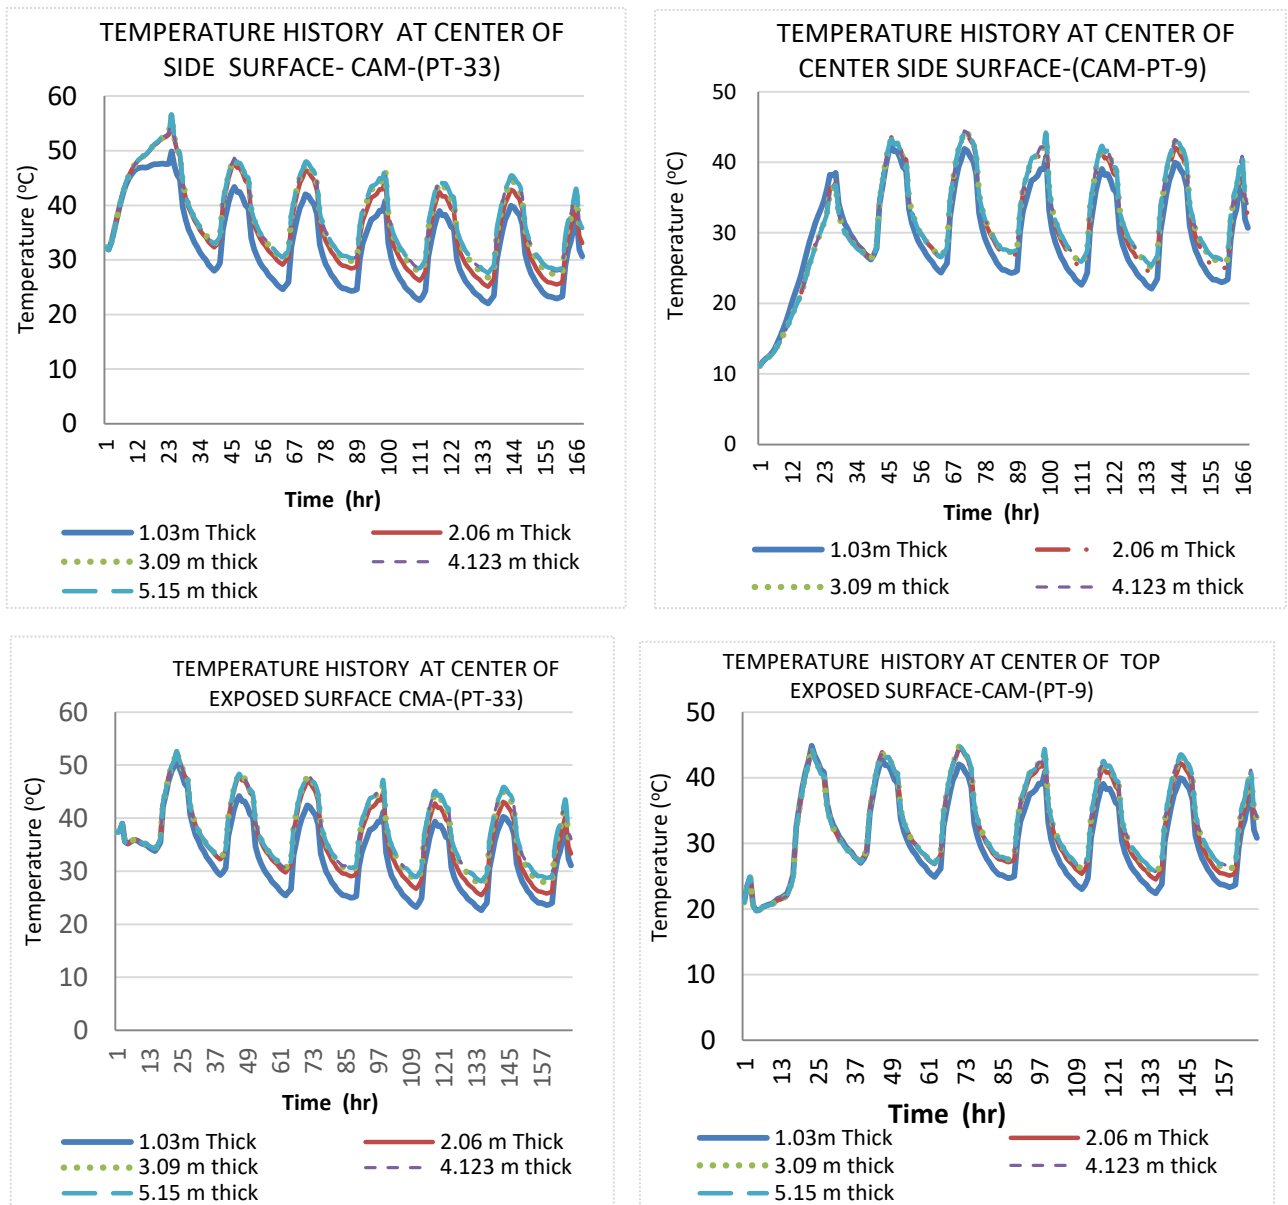 TEMPERATURE HISTORY  AT CENTER OF
SIDE  SURFACE- CAM-(PT-33)
60
50
40
30
20
10
0
Temperature (oC)
1 12 23 34 45 56 67 78 89 100 111 122 133 144 155 166
Time  (hr)
1.03m Thick
2.06 m Thick
3.09 m thick
4.123 m thick
5.15 m thick
TEMPERATURE HISTORY AT CENTER OF
CENTER SIDE SURFACE-(CAM-PT-9)
50
40
30
20
10
0
Temperature (oC)
1 12 23 34 45 56 67 78 89 100 111 122 133 144 155 166
Time  (hr)
1.03m Thick
2.06 m Thick
3.09 m thick
4.123 m thick
TEMPERATURE HISTORY  AT CENTER OF
EXPOSED SURFACE CMA-(PT-33)
60
50
40
30
20
10
0
Temperature (oC)
1 13 25 37 49 61 73 85 97 109 121 133 145 157
Time  (hr)
1.03m Thick
2.06 m Thick
3.09 m thick
4.123 m thick
5.15 m thick
TEMPERATURE  HISTORY AT CENTER OF  TOP
EXPOSED SURFACE-CAM-(PT-9)
50
40
30
20
10
0
Temperature (oC)
1 13 25 37 49 61 73 85 97 109 121 133 145 157
Time  (hr)
1.03m Thick
2.06 m Thick
3.09 m thick
4.123 m thick
5.15 m thick